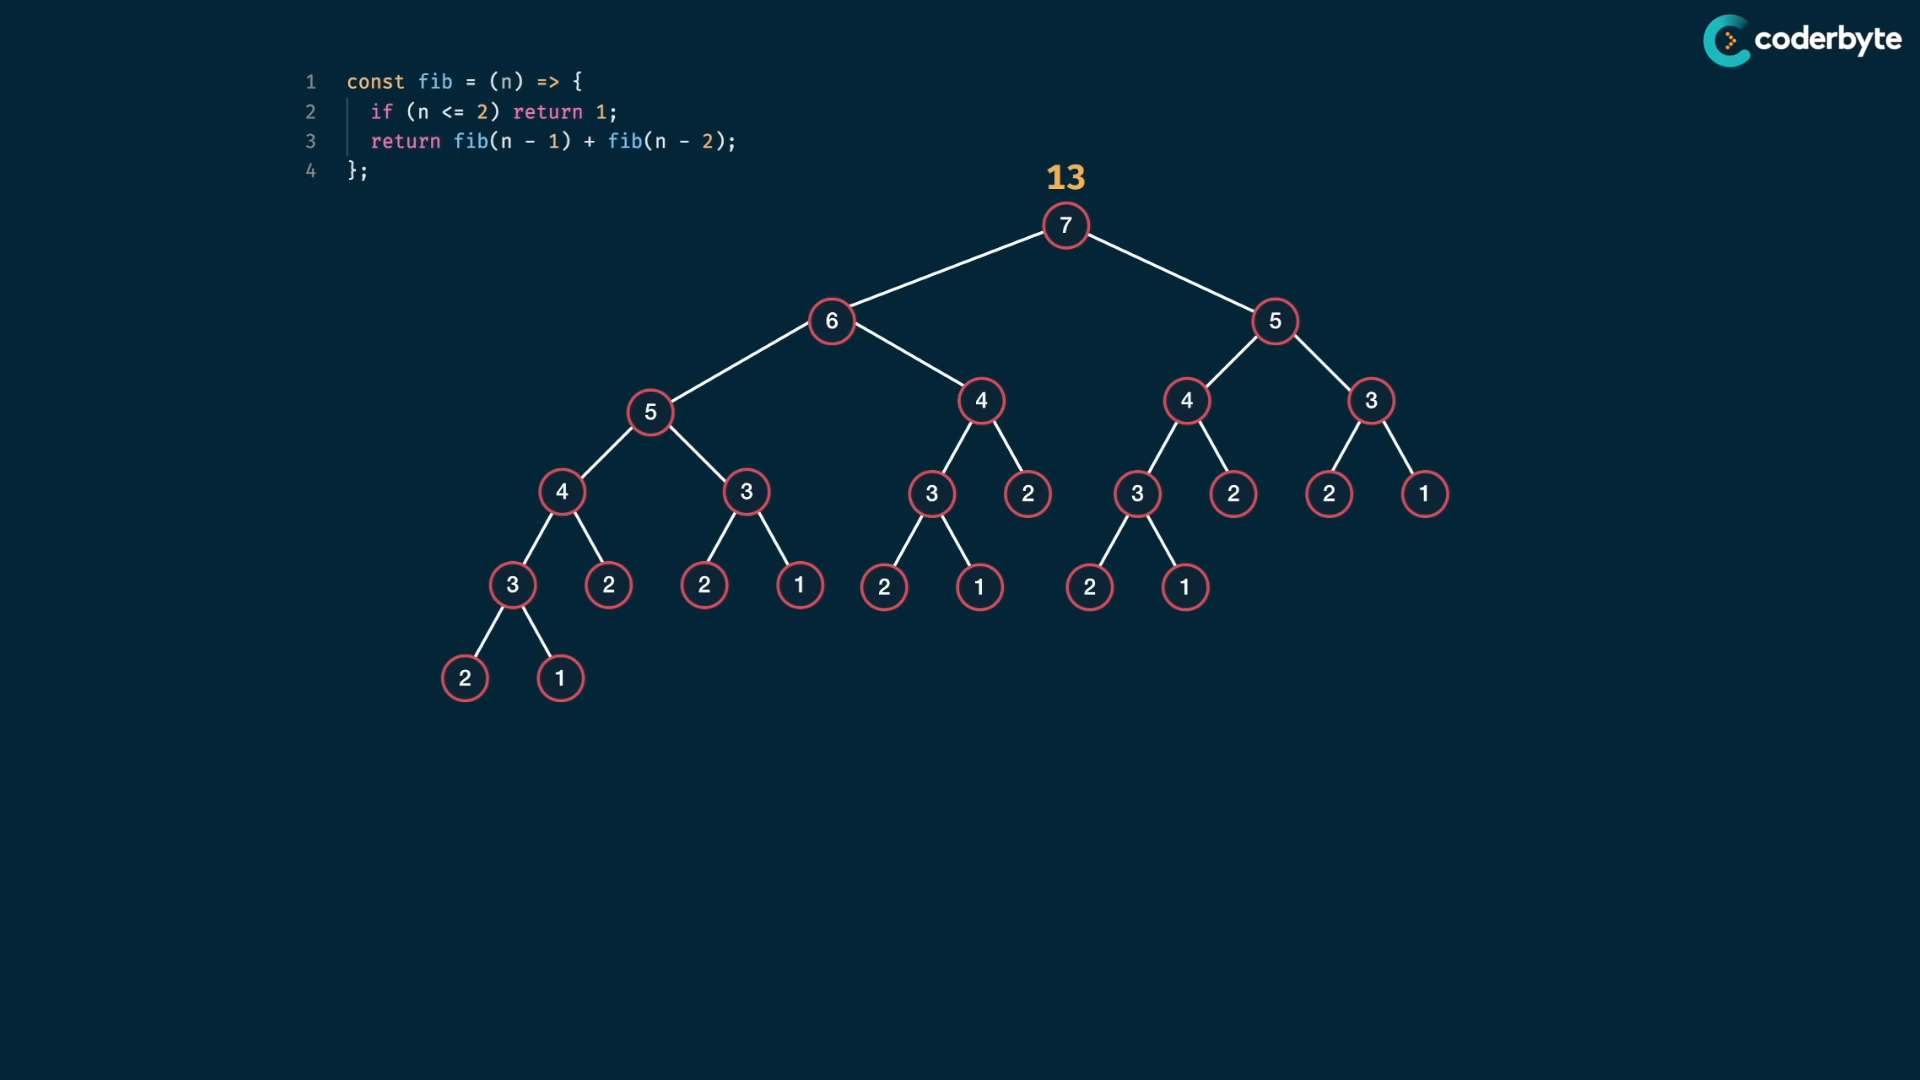 coderbyte
1 const fib = (n) => {
2 if (n <= 2) return 1;
3 return fib(n - 1) + fib(n - 2);
4 };
13
7
6 5
5 4 4 3
4 3 3 2 3 2 2 1
3 2 2 1 2 1 2 1
2 1